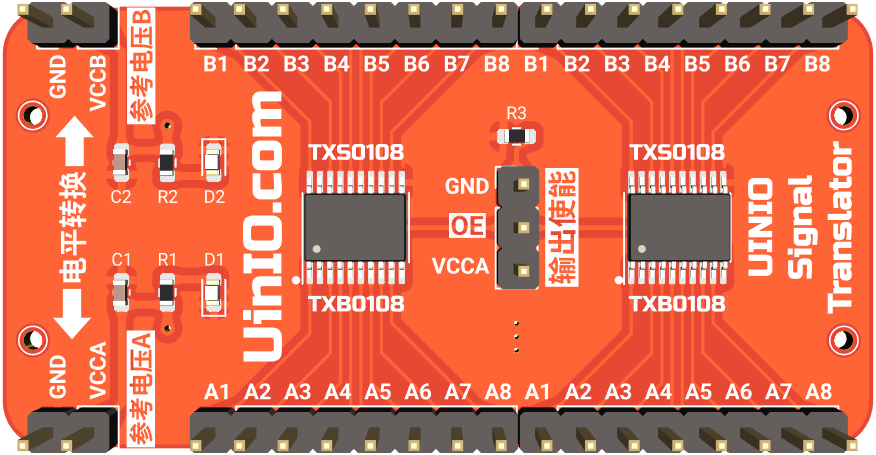 GND
VCCB
参考电压B
B1 B2 B3 B4 B5 B6 B7 B8
B1 B2 B3 B4 B5 B6 B7 B8
电平转换
C2 R2 D2
C1 R1 D1
UinIO.com
TXS0108
TXB0108
R3
GND
OE
VCCA
输出使能
TXS0108
TXB0108
UINIO
Signal
Translator
GND
VCCA
参考电压A
A1 A2 A3 A4 A5 A6 A7 A8
A1 A2 A3 A4 A5 A6 A7 A8